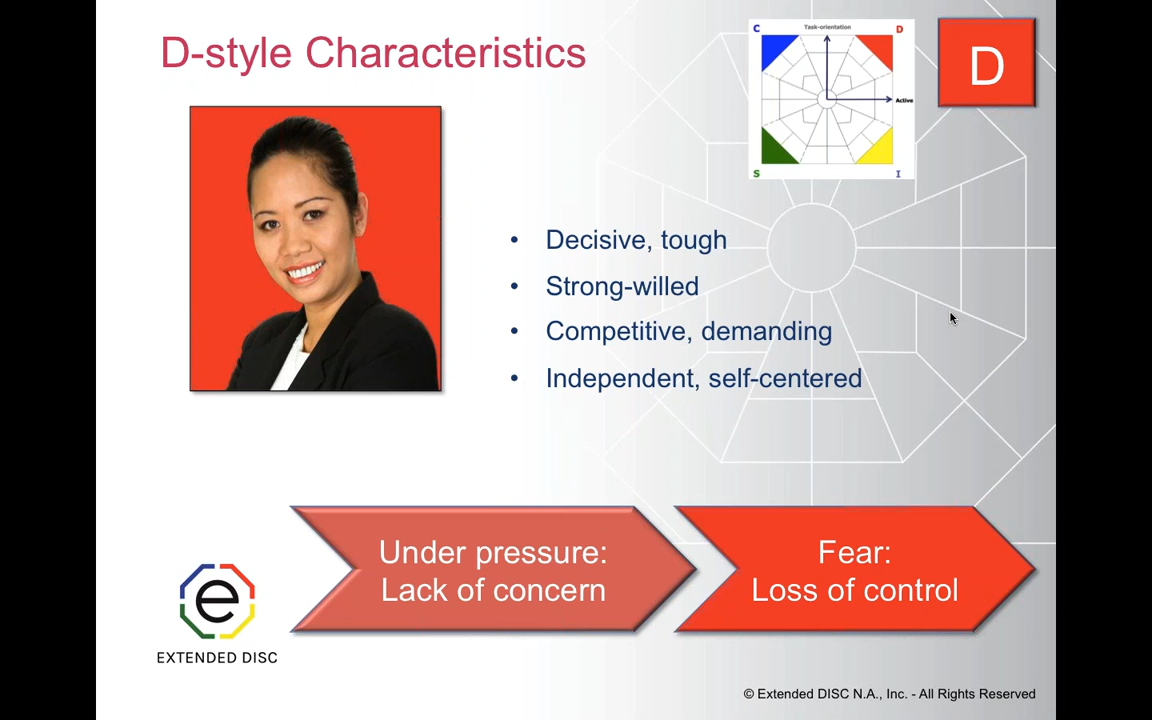 D-style Characteristics
C
Task-orientation
D
Active
S
I
D
• Decisive, tough
• Strong-willed
• Competitive, demanding
• Independent, self-centered
Under pressure:
Lack of concern
Fear:
Loss of control
e
EXTENDED DISC
© Extended DISC N.A., Inc. - All Rights Reserved